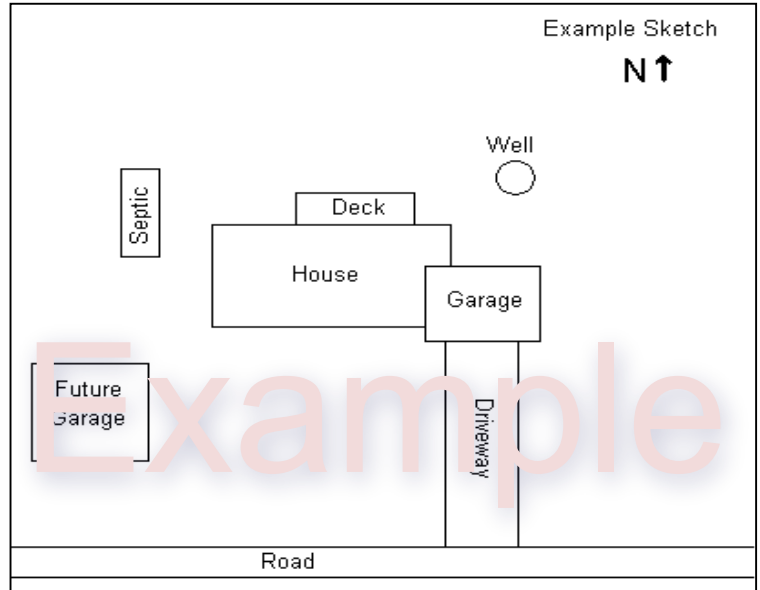 Example Sketch
N↑
Well
Septic
Deck
House
Garage
Future
Garage
Driveway
Example
Road